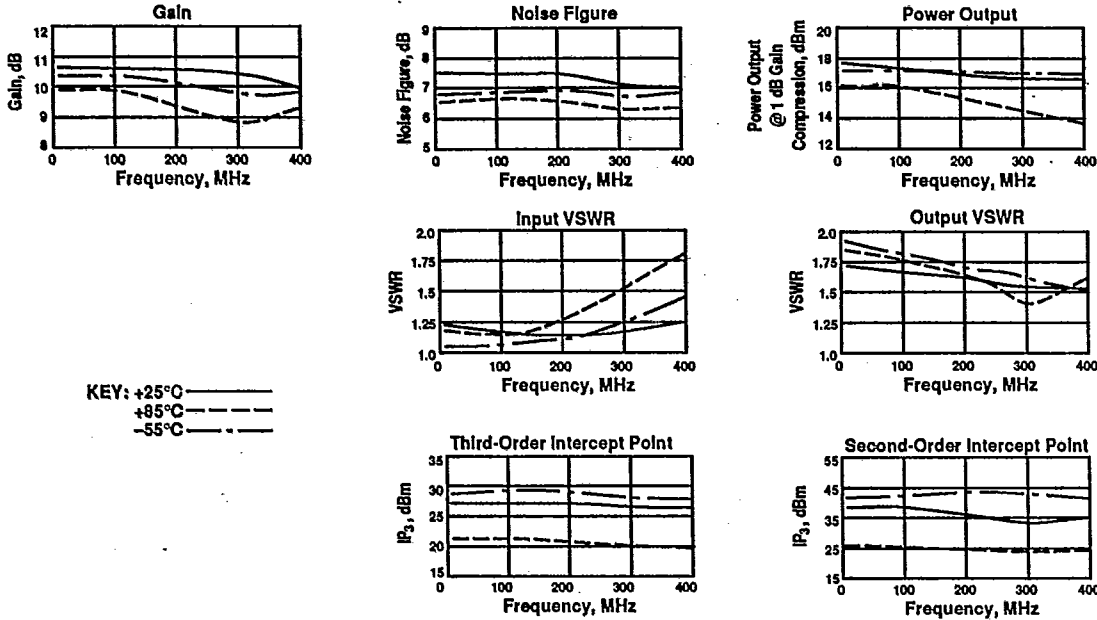 Gain
Gain, dB
12
11
10
9
8
0 100 200 300 400
Frequency, MHz
Noise Figure
Noise Figure, dB
9
8
7
6
5
0 100 200 300 400
Frequency, MHz
Power Output
Power Output
@ 1 dB Gain
Compression, dBm
20
18
16
14
12
0 100 200 300 400
Frequency, MHz
Input VSWR
VSWR
2.0
1.75
1.5
1.25
1.0
0 100 200 300 400
Frequency, MHz
Output VSWR
VSWR
2.0
1.75
1.5
1.25
1.0
0 100 200 300 400
Frequency, MHz
KEY: +25°C
+85°C
–55°C
Third-Order Intercept Point
IP3, dBm
35
30
25
20
15
0 100 200 300 400
Frequency, MHz
Second-Order Intercept Point
IP3, dBm
55
45
35
25
15
0 100 200 300 400
Frequency, MHz